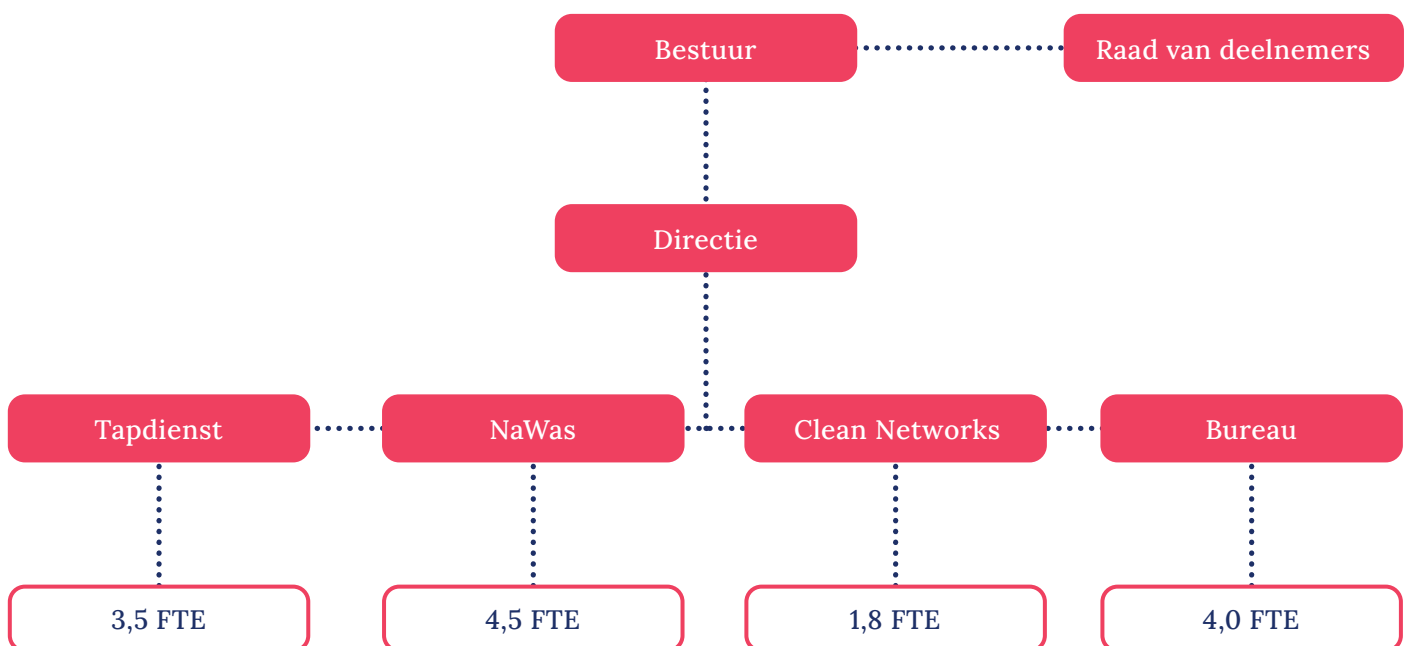 Bestuur
Raad van deelnemers
Directie
Tapdienst
NaWas
Clean Networks
Bureau
3,5 FTE
4,5 FTE
1,8 FTE
4,0 FTE